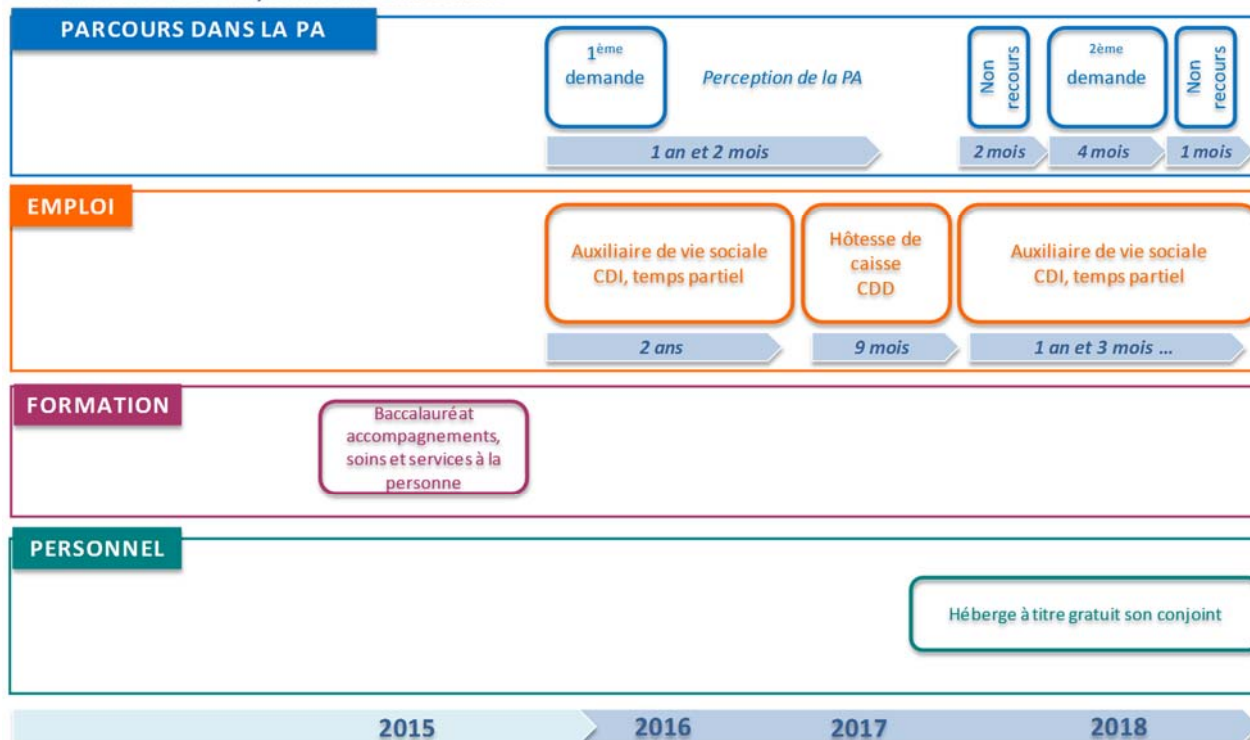 PARCOURS DANS LA PA
1ème
demande
Perception de la PA
Non
recours
2ème
demande
Non
recours
1 an et 2 mois
2 mois
4 mois
1 mois
EMPLOI
Auxiliaire de vie sociale
CDI, temps partiel
Hôtesse de
caisse
CDD
Auxiliaire de vie sociale
CDI, temps partiel
2 ans
9 mois
1 an et 3 mois ...
FORMATION
Baccalauréat
accompagnements,
soins et services à la
personne
PERSONNEL
Héberge à titre gratuit son conjoint
2015
2016
2017
2018